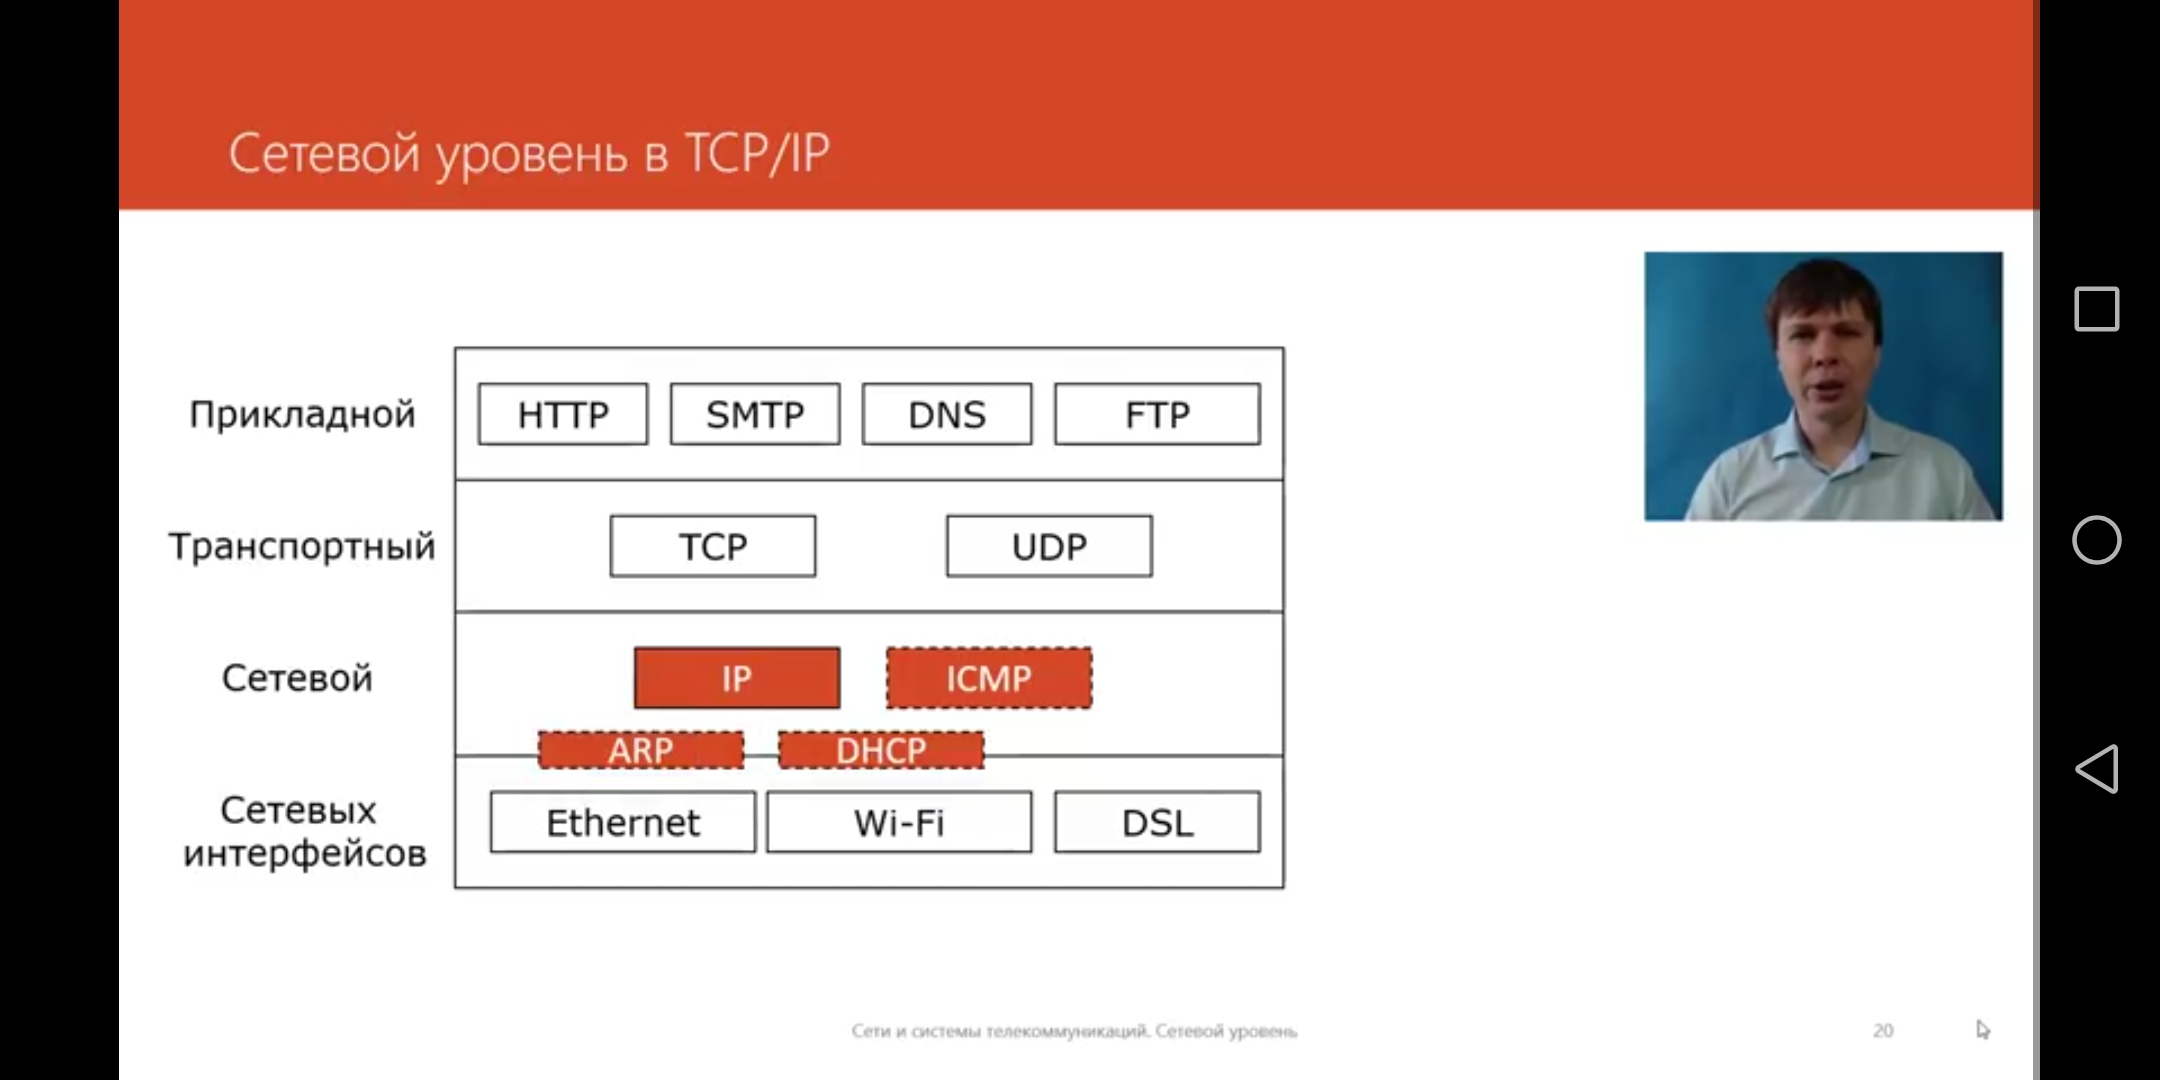 Сетевой уровень в TCP/IP
Прикладной
HTTP SMTP DNS FTP
Транспортный
TCP UDP
Сетевой
IP ICMP
ARP DHCP
Сетевых
интерфейсов
Ethernet Wi-Fi DSL
Сети и системы телекоммуникаций. Сетевой уровень
20